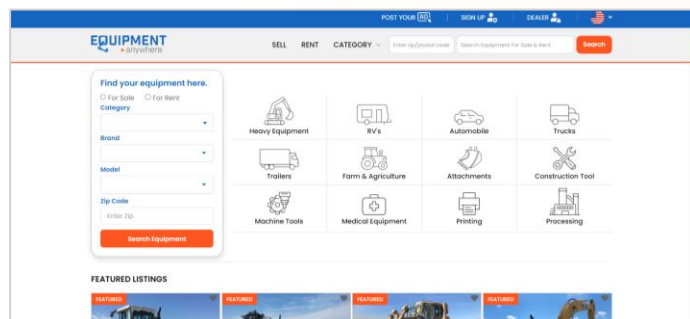 POST YOUR
SIGN UP
DEALER
EQUIPMENT
anywhere
SELL RENT CATEGORY
Enter zip/postal code
Search Equipment For Sale & Rent
Search
Find your equipment here.
For Sale For Rent
Category
Brand
Model
Zip Code
Enter Zip
Search Equipment
Heavy Equipment
RV's
Automobile
Trucks
Trailers
Farm & Agriculture
Attachments
Construction Tool
Machine Tools
Medical Equipment
Printing
Processing
FEATURED LISTINGS
FEATURED
FEATURED
FEATURED
FEATURED